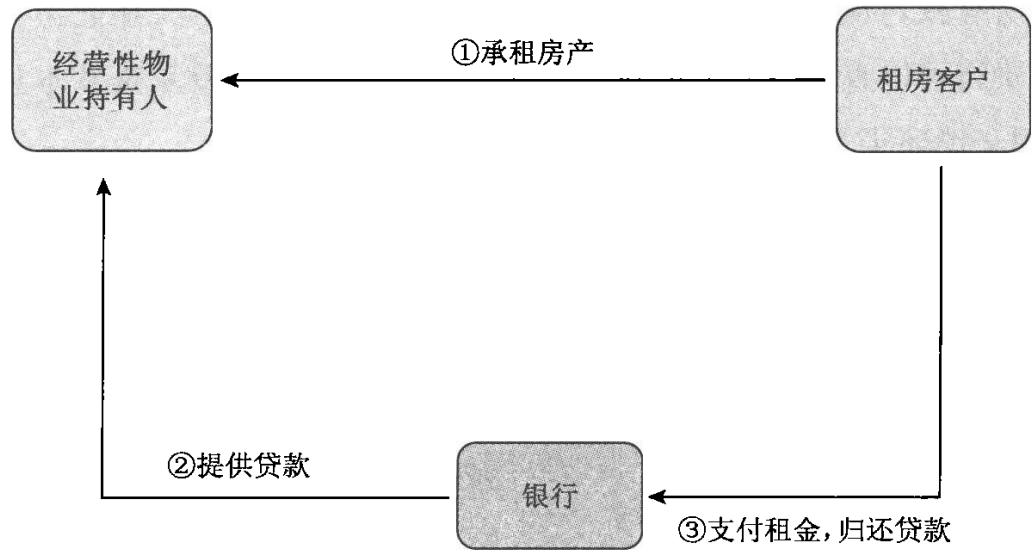 经营性物
业持有人
①承租房产
租房客户
②提供贷款
银行
③支付租金,归还贷款